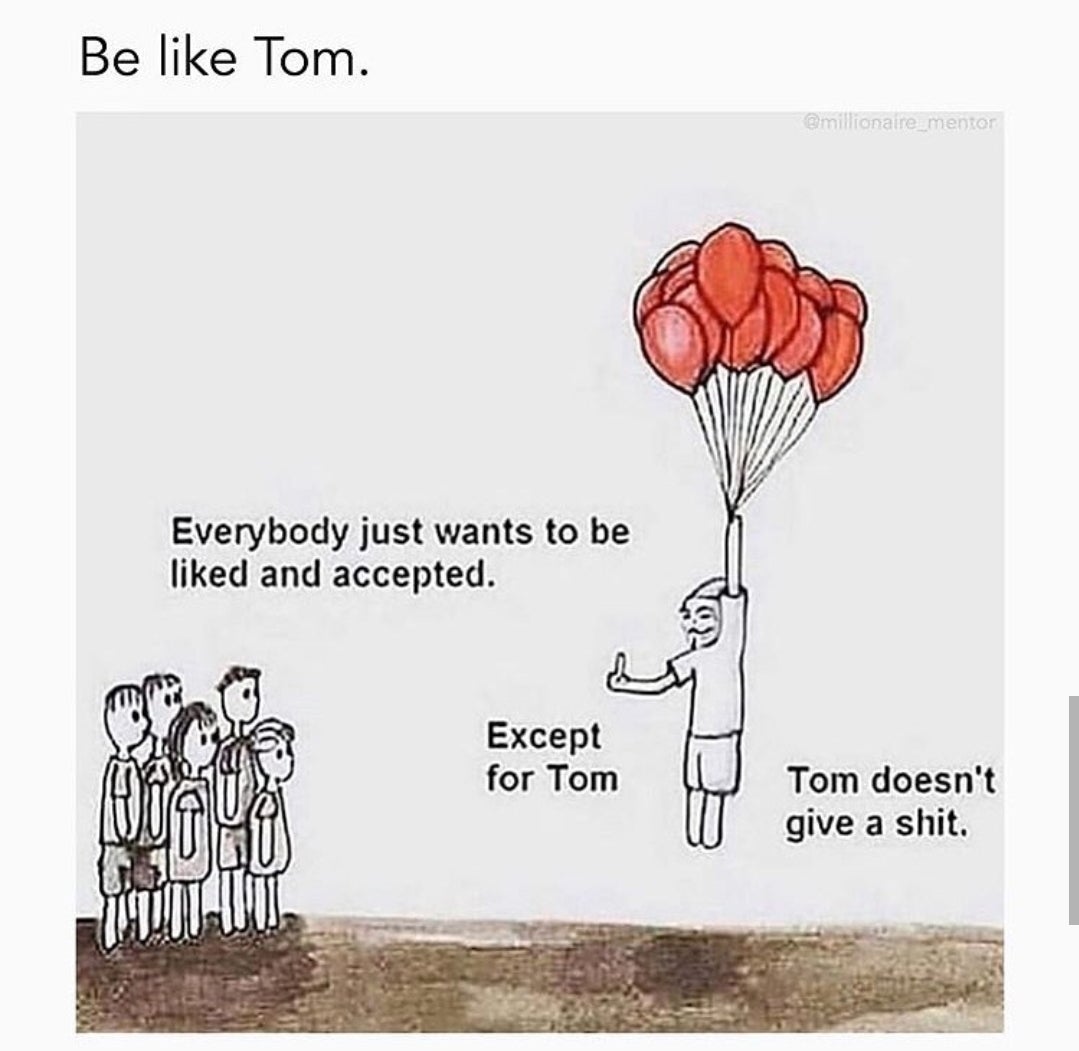 Be like Tom.
@millionaire_mentor
Everybody just wants to be
liked and accepted.
Except
for Tom
Tom doesn't
give a shit.